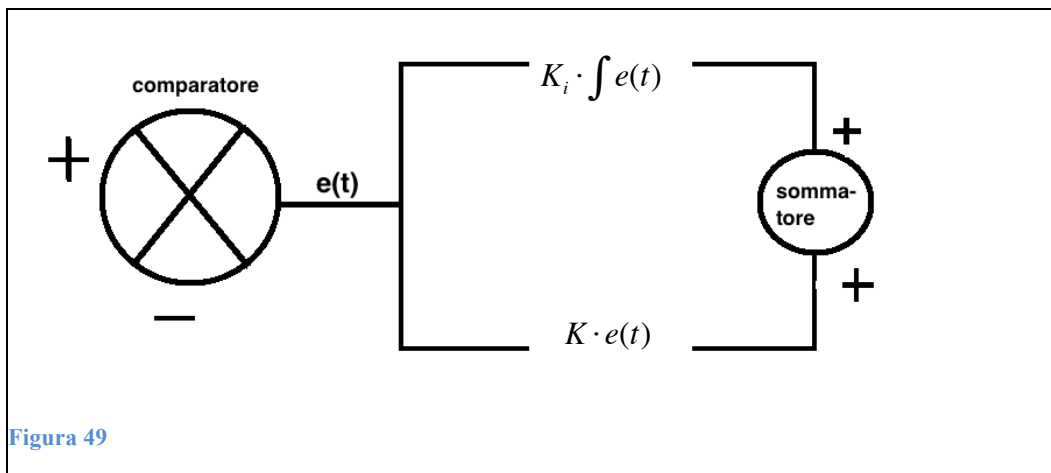 comparatore
+
−
e(t)
K_i · ∫ e(t)
+
somma-
tore
+
K · e(t)
Figura 49